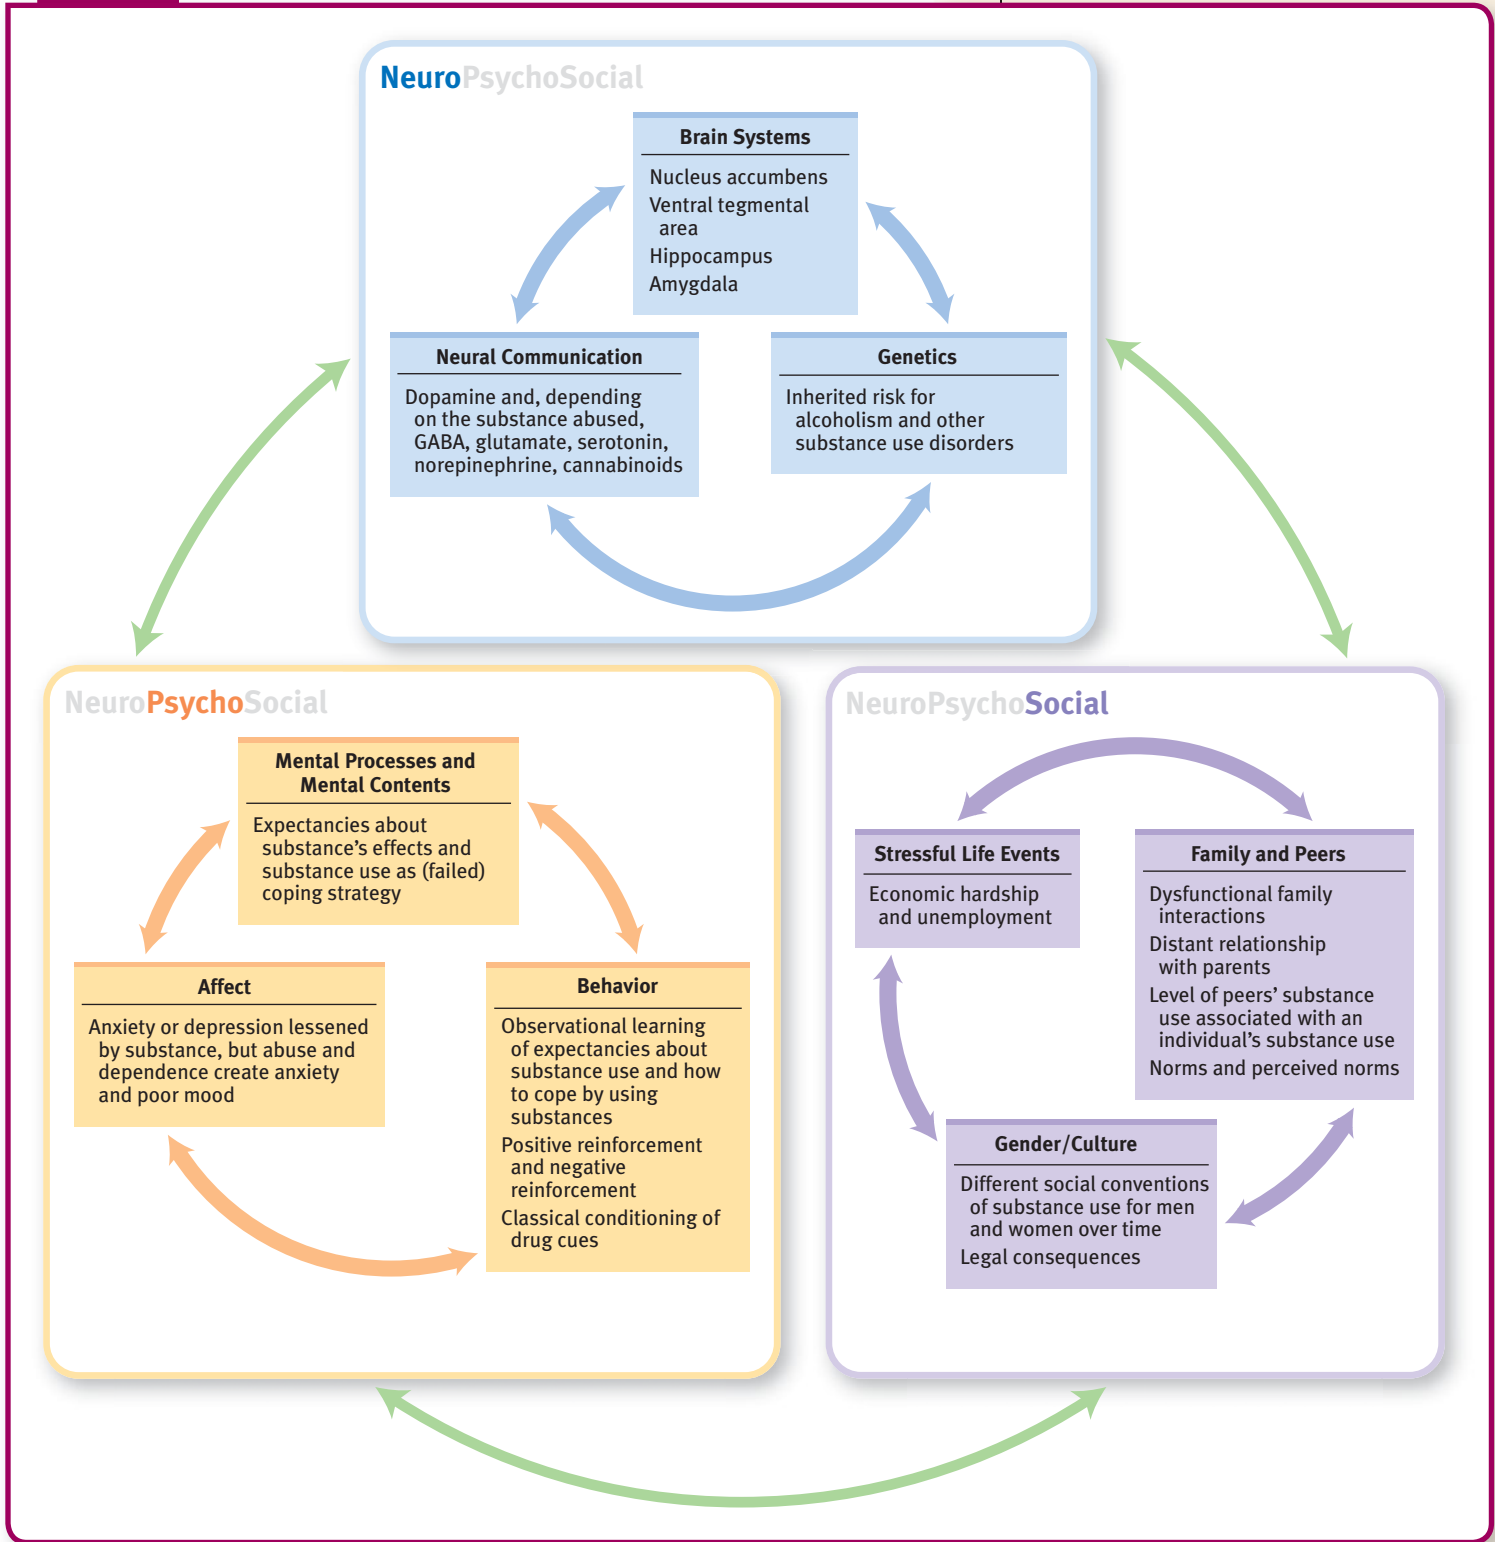 NeuroPsychoSocial
Brain Systems
Nucleus accumbens
Ventral tegmental
area
Hippocampus
Amygdala
Neural Communication
Dopamine and, depending
on the substance abused,
GABA, glutamate, serotonin,
norepinephrine, cannabinoids
Genetics
Inherited risk for
alcoholism and other
substance use disorders
NeuroPsychoSocial
Mental Processes and
Mental Contents
Expectancies about
substance’s effects and
substance use as (failed)
coping strategy
Affect
Anxiety or depression lessened
by substance, but abuse and
dependence create anxiety
and poor mood
Behavior
Observational learning
of expectancies about
substance use and how
to cope by using
substances
Positive reinforcement
and negative
reinforcement
Classical conditioning of
drug cues
NeuroPsychoSocial
Stressful Life Events
Economic hardship
and unemployment
Family and Peers
Dysfunctional family
interactions
Distant relationship
with parents
Level of peers’ substance
use associated with an
individual’s substance use
Norms and perceived norms
Gender/Culture
Different social conventions
of substance use for men
and women over time
Legal consequences